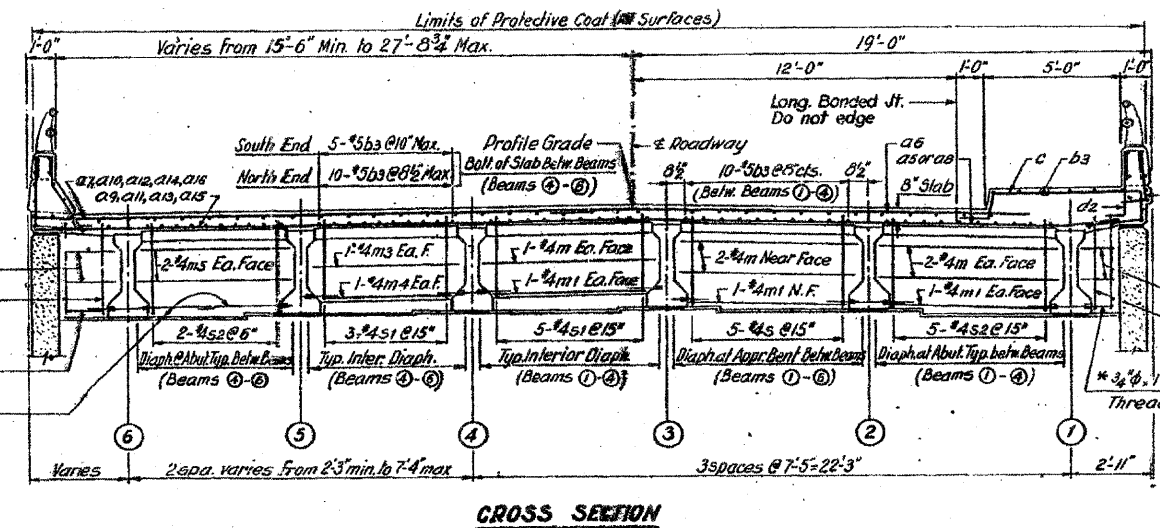 Limits of Protective Coat ( Surfaces)
1'-0"
Varies from 15'-6" Min. to 27'-8 3/4" Max.
19'-0"
12'-0"
1'-0"
5'-0"
1'-0"
Long. Bonded Jt.
Do not edge
South End 5-#5b3 @10" Max.
North End 10-#5b3 @8½" Max.
Profile Grade
Bott. of Slab Betw. Beams
(Beams ④-⑥)
℄ Roadway
8½"
10-#5b3 @8"cts.
(Betw. Beams ①-④)
8½"
a6
a5 or a8
8" Slab
c
b3
d2
a7, a10, a12, a14, a16
a9, a11, a13, a15
2-#4m5 Ea. Face
1-#4m3 Ea. F.
1-#4m4 Ea. F.
1-#4m Ea. Face
1-#4m1 Ea. Face
2-#4m Near Face
1-#4m1 N.F.
2-#4m Ea. Face
1-#4m1 Ea. Face
2-#4s2@6"
3-#4s1@15"
5-#4s1@15"
5-#4s@15"
5-#4s2@15"
Diaph. @ Abut. Typ. Betw. Beams
(Beams ④-⑥)
Typ. Inter. Diaph.
(Beams ④-⑥)
Typ. Interior Diaph.
(Beams ①-④)
Diaph. at Appr. Bent Betw. Beams
(Beams ①-⑥)
Diaph. at Abut. Typ. betw. Beams
(Beams ①-④)
* 3/4"ϕ
Threa
6
5
4
3
2
1
Varies
2 spa. varies from 2'-3" min. to 7'-4" max
3 spaces @ 7'-5"=22'-3"
2'-11"
CROSS SECTION